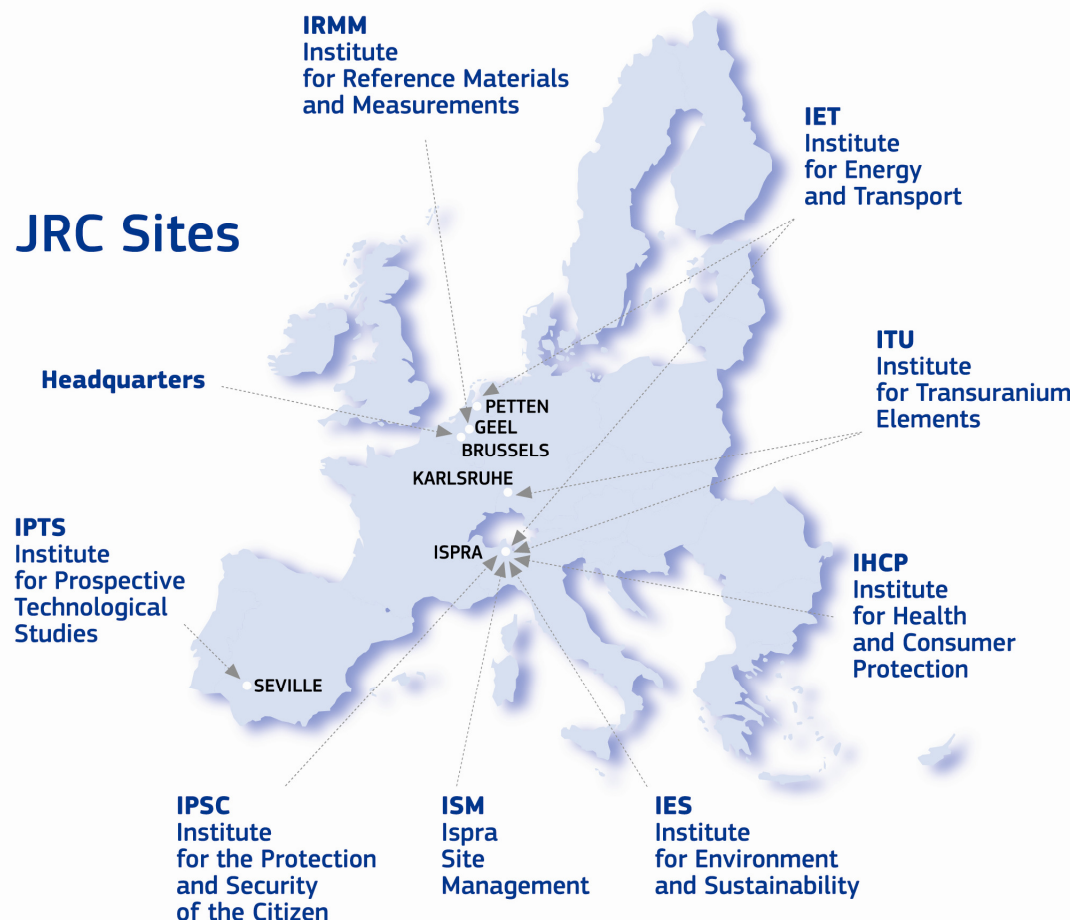 IRMM
Institute
for Reference Materials
and Measurements
IET
Institute
for Energy
and Transport
JRC Sites
ITU
Institute
for Transuranium
Elements
Headquarters
PETTEN
GEEL
BRUSSELS
KARLSRUHE
IPTS
Institute
for Prospective
Technological
Studies
ISPRA
IHCP
Institute
for Health
and Consumer
Protection
SEVILLE
IPSC
Institute
for the Protection
and Security
of the Citizen
ISM
Ispra
Site
Management
IES
Institute
for Environment
and Sustainability